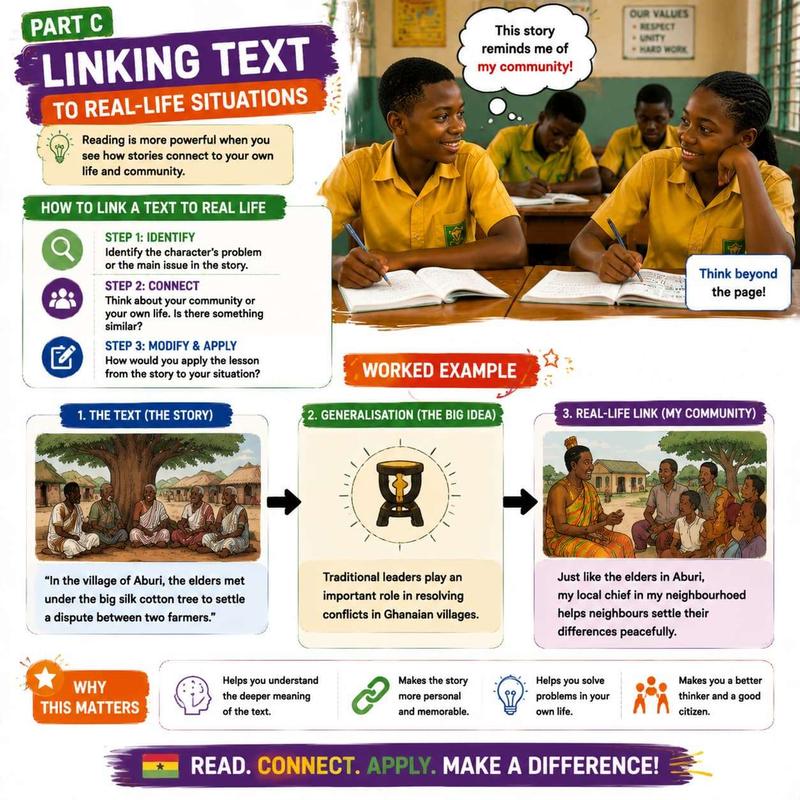 PART C
LINKING TEXT
TO REAL-LIFE SITUATIONS
Reading is more powerful when you
see how stories connect to your own
life and community.
This story
reminds me of
my community!
OUR VALUES
• RESPECT
• UNITY
• HARD WORK
Think beyond
the page!
HOW TO LINK A TEXT TO REAL LIFE
STEP 1: IDENTIFY
Identify the character's problem
or the main issue in the story.
STEP 2: CONNECT
Think about your community or
your own life. Is there something
similar?
STEP 3: MODIFY & APPLY
How would you apply the lesson
from the story to your situation?
WORKED EXAMPLE
1. THE TEXT (THE STORY)
“In the village of Aburi, the elders met
under the big silk cotton tree to settle
a dispute between two farmers.”
2. GENERALISATION (THE BIG IDEA)
Traditional leaders play an
important role in resolving
conflicts in Ghanaian villages.
3. REAL-LIFE LINK (MY COMMUNITY)
Just like the elders in Aburi,
my local chief in my neighbourhoed
helps neighbours settle their
differences peacefully.
WHY
THIS MATTERS
Helps you understand
the deeper meaning
of the text.
Makes the story
more personal
and memorable.
Helps you solve
problems in your
own life.
Makes you a better
thinker and a good
citizen.
READ. CONNECT. APPLY. MAKE A DIFFERENCE!